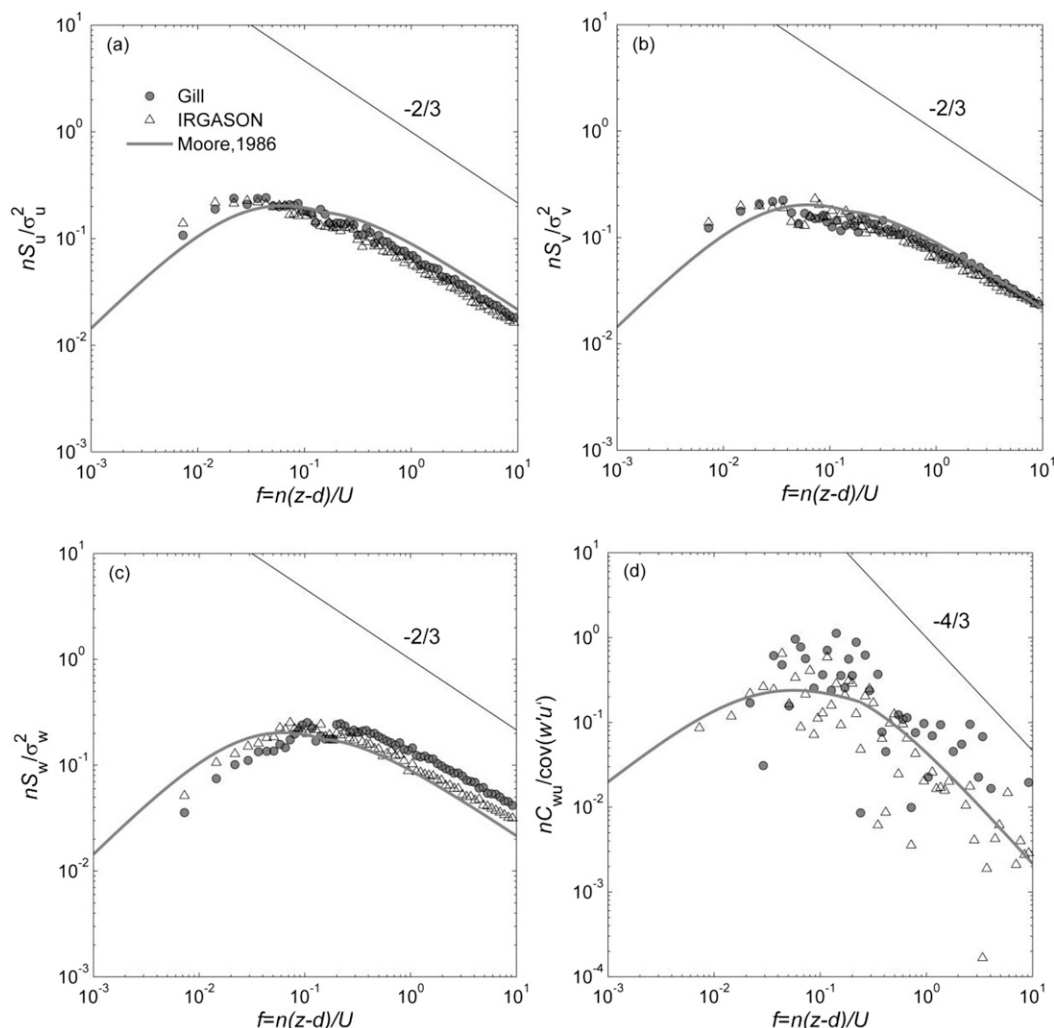 (a)
Gill
IRGASON
Moore,1986
-2/3
nS_u/σ_u^2
10^1
10^0
10^-1
10^-2
10^-3
10^-3 10^-2 10^-1 10^0 10^1
f=n(z-d)/U
(b)
-2/3
nS_v/σ_v^2
10^1
10^0
10^-1
10^-2
10^-3
10^-3 10^-2 10^-1 10^0 10^1
f=n(z-d)/U
(c)
-2/3
nS_w/σ_w^2
10^1
10^0
10^-1
10^-2
10^-3
10^-3 10^-2 10^-1 10^0 10^1
f=n(z-d)/U
(d)
-4/3
nC_wu/cov(w'u')
10^1
10^0
10^-1
10^-2
10^-3
10^-4
10^-3 10^-2 10^-1 10^0 10^1
f=n(z-d)/U